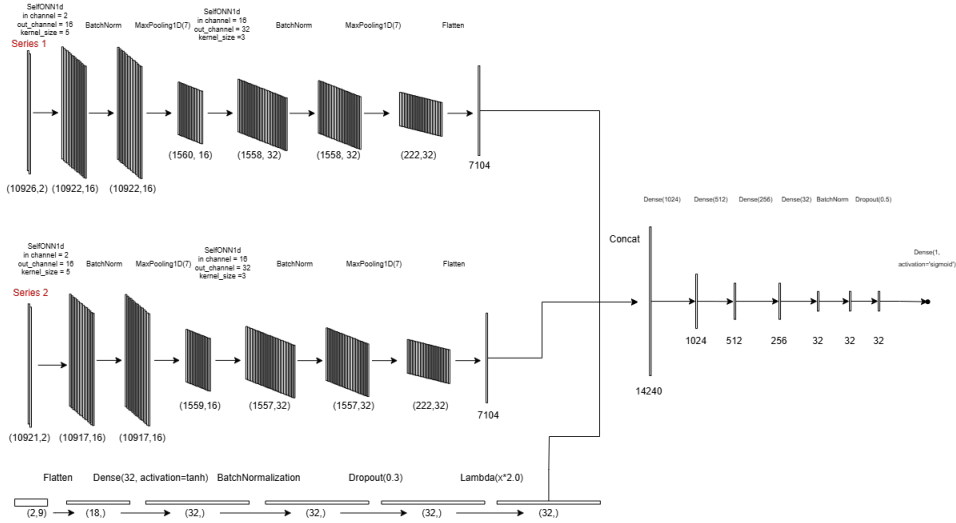 SelfONN1d
in channel = 2
out_channel = 16
kernel_size = 5
BatchNorm
MaxPooling1D(7)
SelfONN1d
in channel = 16
out_channel = 32
kernel_size =3
BatchNorm
MaxPooling1D(7)
Flatten
Series 1
(10926,2)
(10922,16)
(10922,16)
(1560, 16)
(1558, 32)
(1558, 32)
(222,32)
7104
SelfONN1d
in channel = 2
out_channel = 16
kernel_size = 5
BatchNorm
MaxPooling1D(7)
SelfONN1d
in channel = 16
out_channel = 32
kernel_size =3
BatchNorm
MaxPooling1D(7)
Flatten
Series 2
(10921,2)
(10917,16)
(10917,16)
(1559,16)
(1557,32)
(1557,32)
(222,32)
7104
Flatten
Dense(32, activation=tanh)
BatchNormalization
Dropout(0.3)
Lambda(x*2.0)
(2,9)
(18,)
(32,)
(32,)
(32,)
(32,)
Concat
14240
Dense(1024)
Dense(512)
Dense(256)
Dense(32)
BatchNorm
Dropout(0.5)
Dense(1,
activation='sigmoid')
1024
512
256
32
32
32